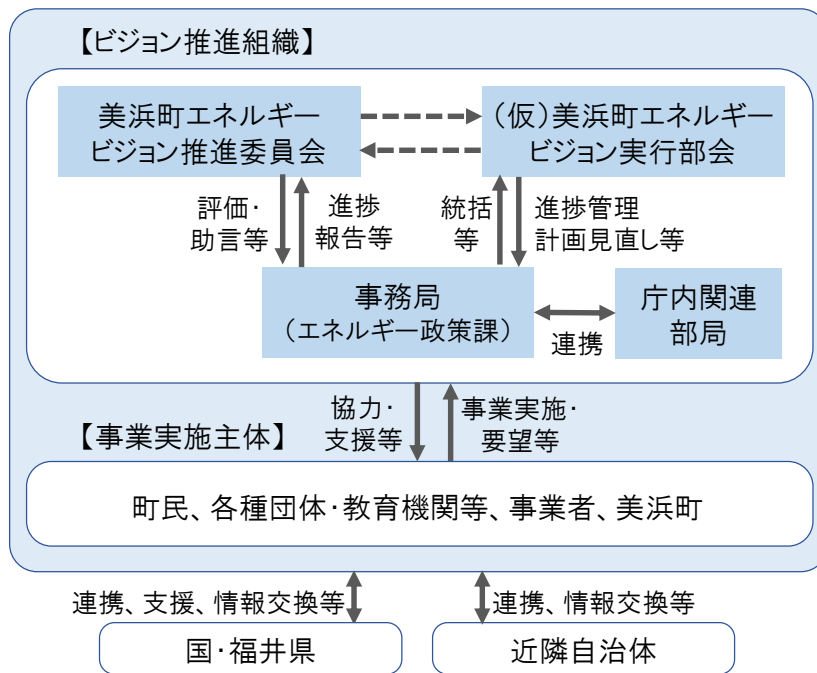 【ビジョン推進組織】
美浜町エネルギー
ビジョン推進委員会
（仮）美浜町エネルギー
ビジョン実行部会
評価・
助言等
進捗
報告等
統括
等
進捗管理
計画見直し等
事務局
（エネルギー政策課）
連携
庁内関連
部局
協力・
支援等
事業実施・
要望等
【事業実施主体】
町民、各種団体・教育機関等、事業者、美浜町
連携、支援、情報交換等
連携、情報交換等
国・福井県
近隣自治体